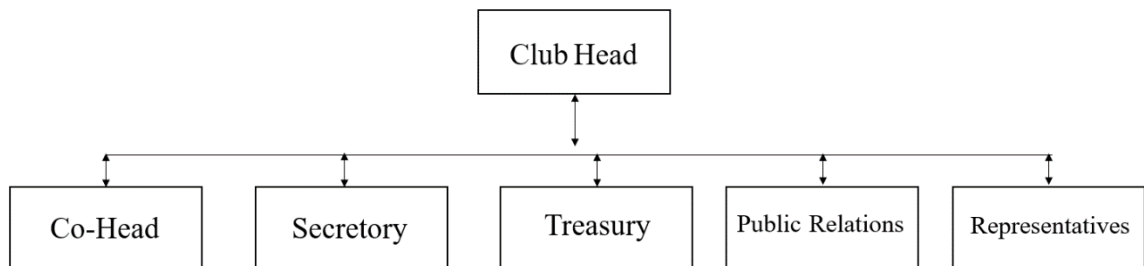 Club Head
Co-Head
Secretory
Treasury
Public Relations
Representatives